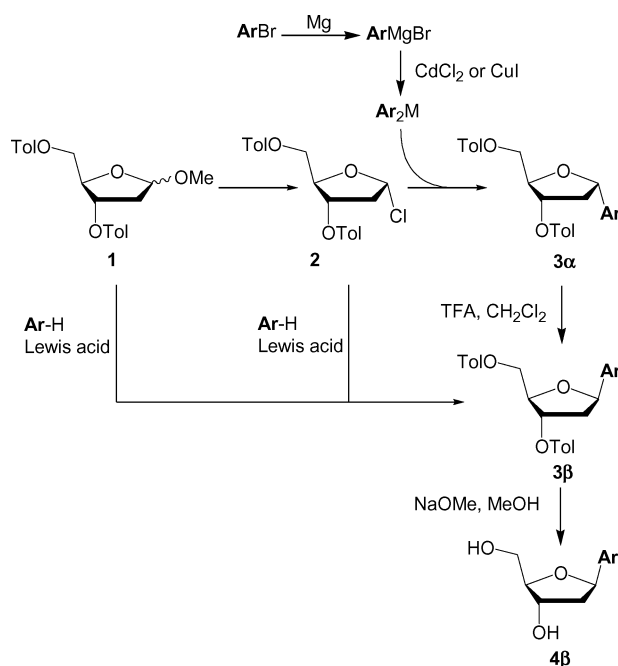 ArBr
Mg
ArMgBr
CdCl2 or CuI
Ar2M
TolO
O
OMe
OTol
1
TolO
O
Cl
OTol
2
TolO
O
Ar
OTol
3α
Ar-H
Lewis acid
Ar-H
Lewis acid
TFA, CH2Cl2
TolO
O
Ar
OTol
3β
NaOMe, MeOH
HO
O
Ar
OH
4β